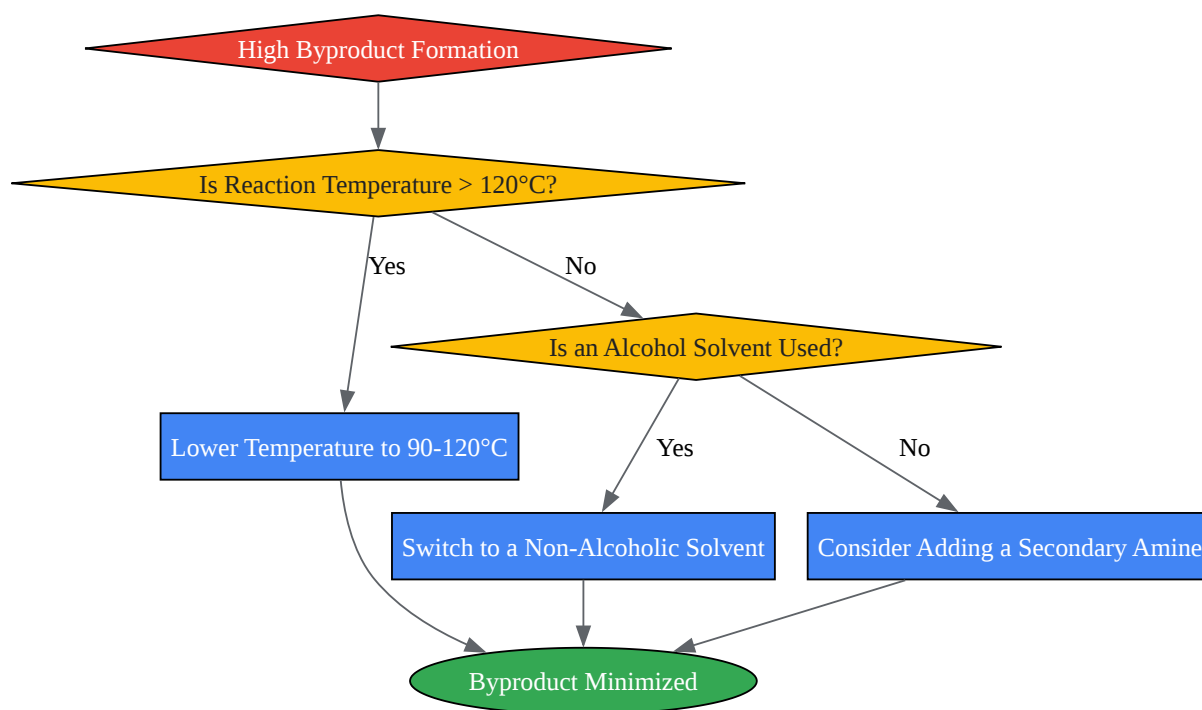 High Byproduct Formation
Is Reaction Temperature > 120°C?
Yes
No
Is an Alcohol Solvent Used?
Lower Temperature to 90-120°C
Yes
No
Switch to a Non-Alcoholic Solvent
Consider Adding a Secondary Amine
Byproduct Minimized